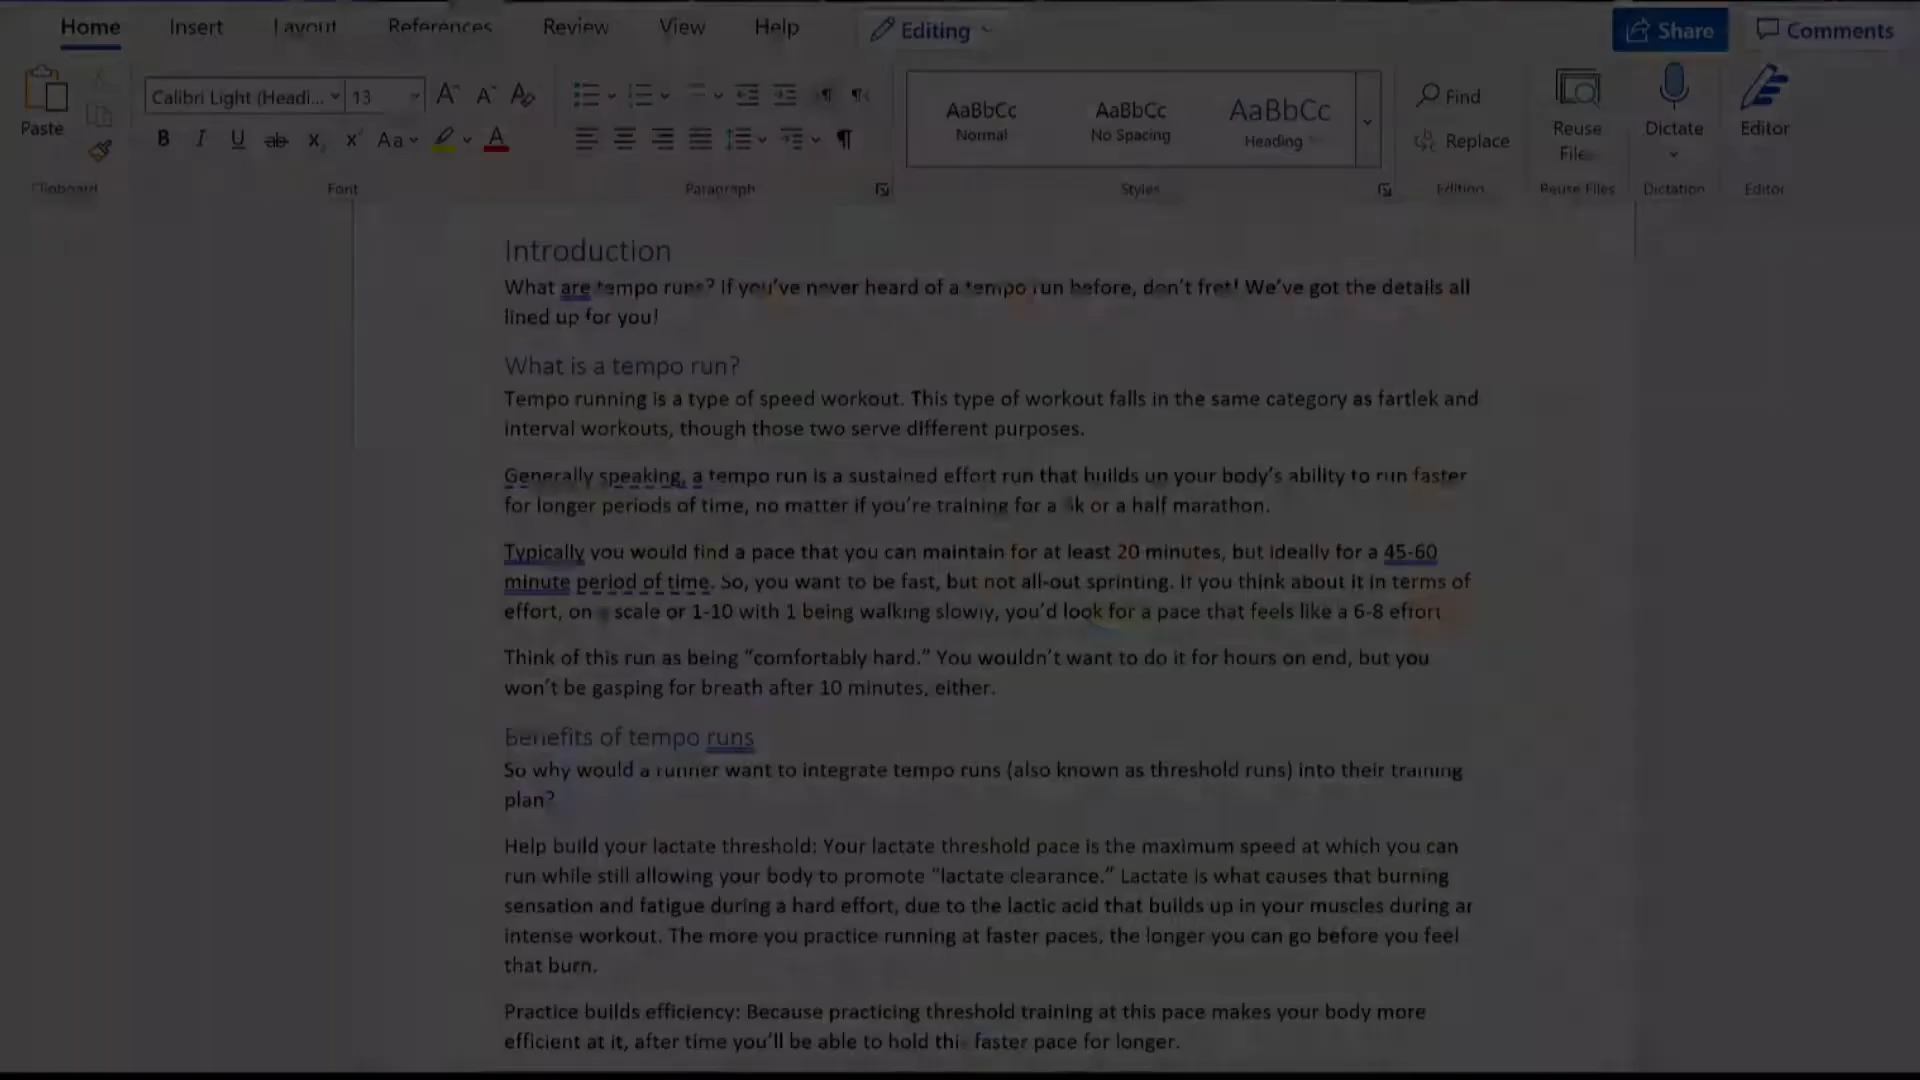 Home Insert Layout References Review View Help Editing Share Comments
Calibri Light (Headi... 13
Paste
B I U ab Aa A
AaBbCc AaBbCc AaBbCc
Normal No Spacing Heading
Find
Replace
Reuse Files
Dictate
Editor
Clipboard Font Paragraph Styles Reuse Files Dictation Editor
Introduction
What are tempo runs? If you've never heard of a tempo run before, don't fret! We've got the details all
lined up for you!
What is a tempo run?
Tempo running is a type of speed workout. This type of workout falls in the same category as fartlek and
interval workouts, though those two serve different purposes.
Generally speaking, a tempo run is a sustained effort run that builds up your body's ability to run faster
for longer periods of time, no matter if you're training for a or a half marathon.
Typically you would find a pace that you can maintain for at least 20 minutes, but ideally for a 45-60
minute period of time. So, you want to be fast, but not all-out sprinting. If you think about it in terms of
effort, on scale or 1-10 with 1 being walking slowly, you'd look for a pace that feels like a 6-8 effort
Think of this run as being “comfortably hard.” You wouldn't want to do it for hours on end, but you
won't be gasping for breath after 10 minutes, either.
Benefits of tempo runs
So why would a runner want to integrate tempo runs (also known as threshold runs) into their training
plan?
Help build your lactate threshold: Your lactate threshold pace is the maximum speed at which you can
run while still allowing your body to promote “lactate clearance.” Lactate is what causes that burning
sensation and fatigue during a hard effort, due to the lactic acid that builds up in your muscles during
intense workout. The more you practice running at faster paces, the longer you can go before you feel
that burn.
Practice builds efficiency: Because practicing threshold training at this pace makes your body more
efficient at it, after time you'll be able to hold this faster pace for longer.